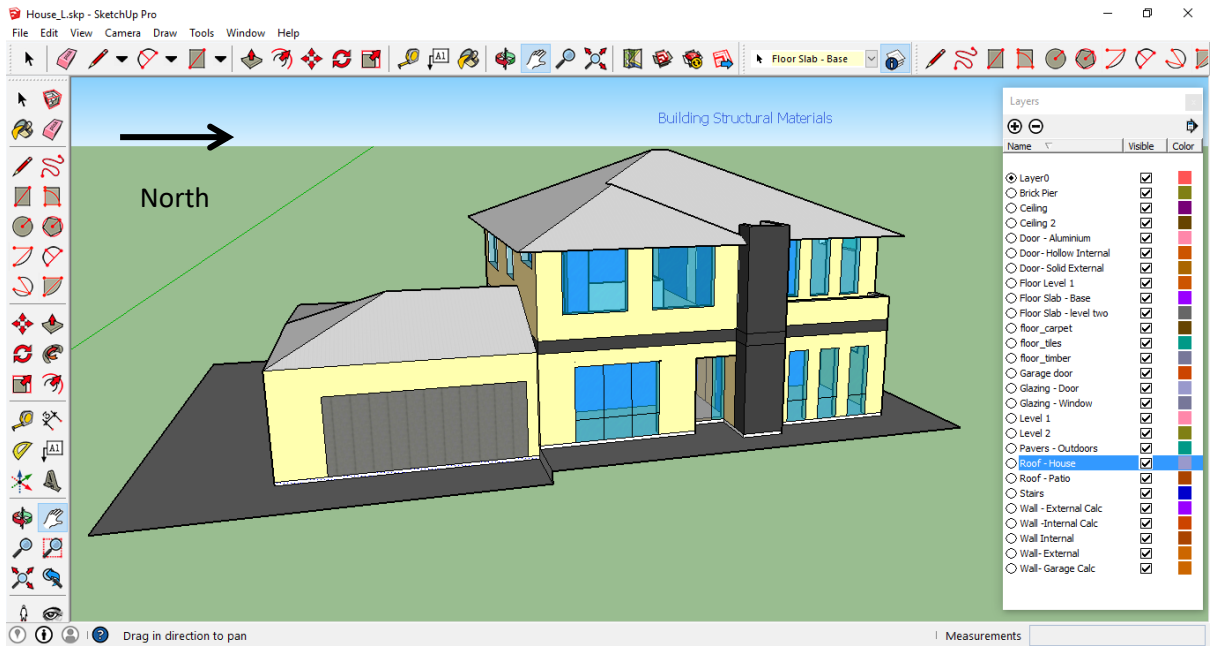 House_L.skp - SketchUp Pro
File Edit View Camera Draw Tools Window Help
A1
Floor Slab - Base
Building Structural Materials
North
A1
Layers
Name Visible Color
Layer0
Brick Pier
Ceiling
Ceiling 2
Door - Aluminium
Door- Hollow Internal
Door- Solid External
Floor Level 1
Floor Slab - Base
Floor Slab - level two
floor_carpet
floor_tiles
floor_timber
Garage door
Glazing - Door
Glazing - Window
Level 1
Level 2
Pavers - Outdoors
Roof - House
Roof - Patio
Stairs
Wall - External Calc
Wall -Internal Calc
Wall Internal
Wall- External
Wall- Garage Calc
Drag in direction to pan
Measurements